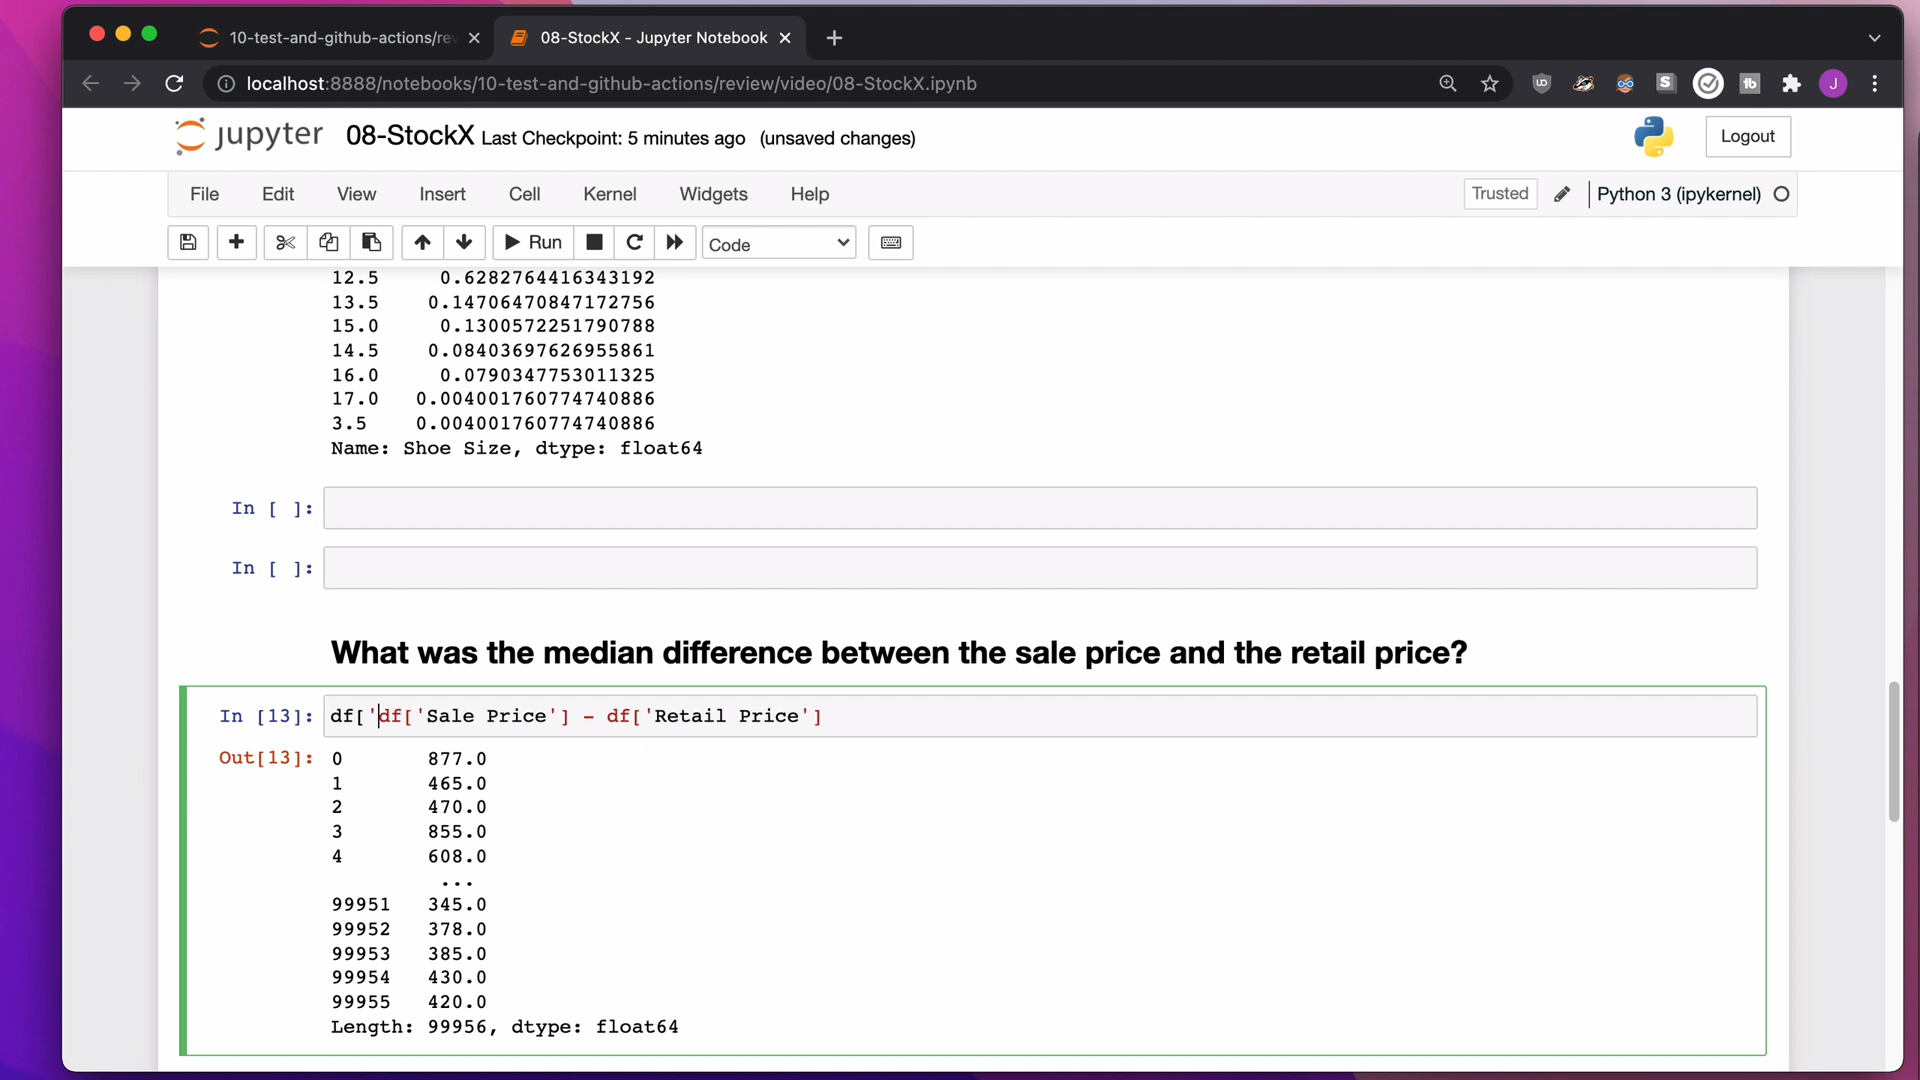 10-test-and-github-actions/re
08-StockX - Jupyter Notebook
localhost:8888/notebooks/10-test-and-github-actions/review/video/08-StockX.ipynb
J
jupyter 08-StockX Last Checkpoint: 5 minutes ago (unsaved changes)
Logout
File Edit View Insert Cell Kernel Widgets Help
Trusted
Python 3 (ipykernel)
Run
Code
12.5 0.6282764416343192
13.5 0.14706470847172756
15.0 0.1300572251790788
14.5 0.08403697626955861
16.0 0.07903477530113​25
17.0 0.004001760774740886
3.5 0.004001760774740886
Name: Shoe Size, dtype: float64
In [ ]:
In [ ]:
What was the median difference between the sale price and the retail price?
In [13]: df['df['Sale Price'] - df['Retail Price']
Out[13]: 0 877.0
1 465.0
2 470.0
3 855.0
4 608.0
...
99951 345.0
99952 378.0
99953 385.0
99954 430.0
99955 420.0
Length: 99956, dtype: float64